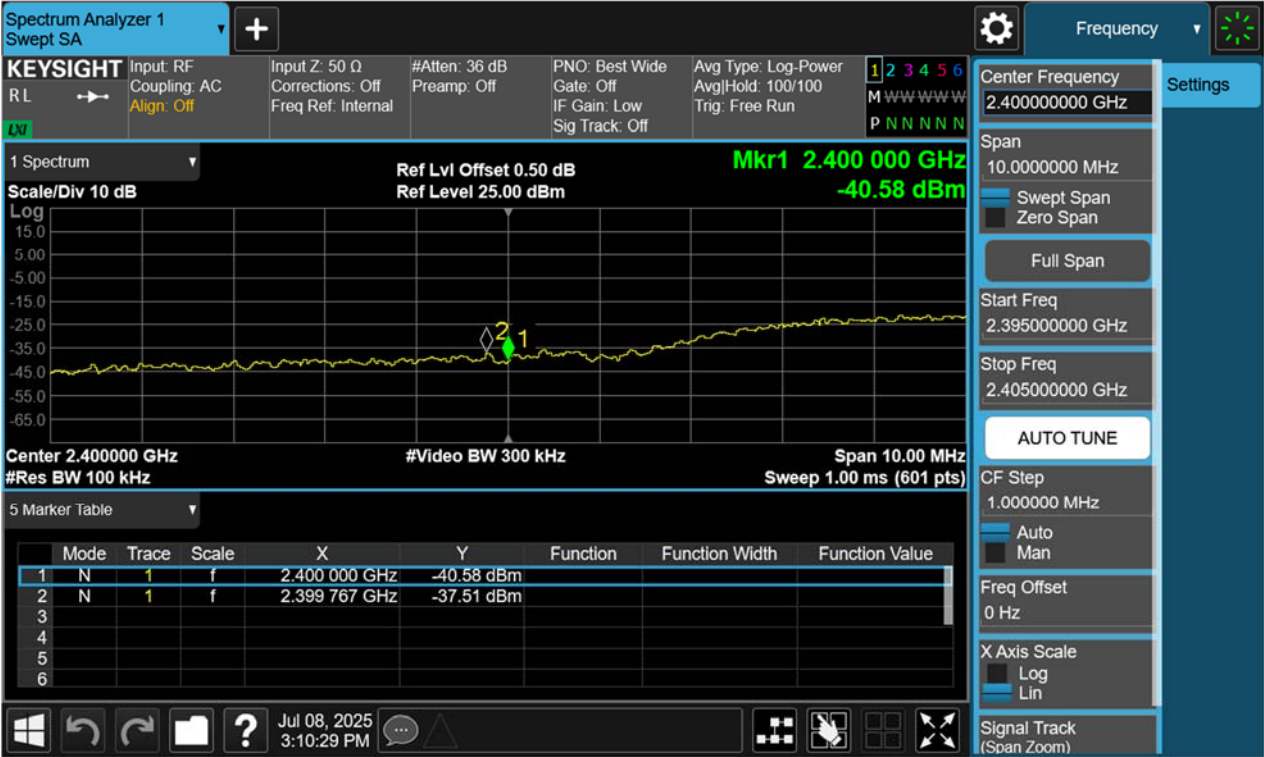 Spectrum Analyzer 1
Swept SA
Frequency
KEYSIGHT
R L
LXI
Input: RF
Coupling: AC
Align: Off
Input Z: 50 Ω
Corrections: Off
Freq Ref: Internal
#Atten: 36 dB
Preamp: Off
PNO: Best Wide
Gate: Off
IF Gain: Low
Sig Track: Off
Avg Type: Log-Power
Avg|Hold: 100/100
Trig: Free Run
1 2 3 4 5 6
M W W W W W
P N N N N N
1 Spectrum
Scale/Div 10 dB
Ref Lvl Offset 0.50 dB
Ref Level 25.00 dBm
Mkr1 2.400 000 GHz
-40.58 dBm
Log
15.0
5.00
-5.00
-15.0
-25.0
-35.0
-45.0
-55.0
-65.0
2
1
Center 2.400000 GHz
#Res BW 100 kHz
#Video BW 300 kHz
Span 10.00 MHz
Sweep 1.00 ms (601 pts)
5 Marker Table
Mode Trace Scale X Y Function Function Width Function Value
1 N 1 f 2.400 000 GHz -40.58 dBm
2 N 1 f 2.399 767 GHz -37.51 dBm
3
4
5
6
?
Jul 08, 2025
3:10:29 PM
Center Frequency
2.400000000 GHz
Span
10.0000000 MHz
Swept Span
Zero Span
Full Span
Start Freq
2.395000000 GHz
Stop Freq
2.405000000 GHz
AUTO TUNE
CF Step
1.000000 MHz
Auto
Man
Freq Offset
0 Hz
X Axis Scale
Log
Lin
Signal Track
(Span Zoom)
Settings